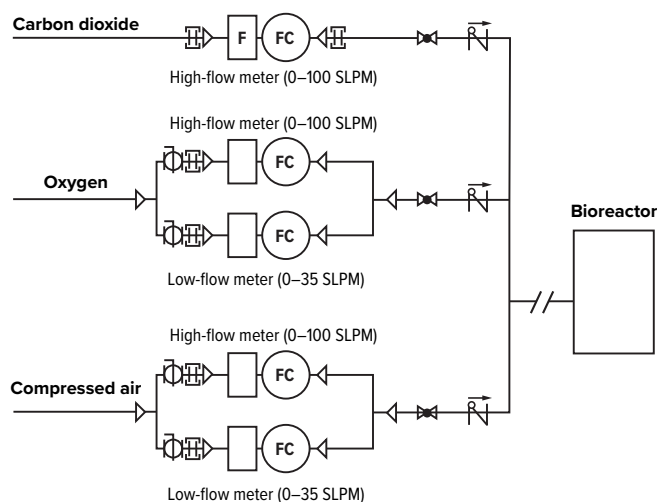 Carbon dioxide
F
FC
High-flow meter (0–100 SLPM)
High-flow meter (0–100 SLPM)
FC
Oxygen
FC
Low-flow meter (0–35 SLPM)
Bioreactor
High-flow meter (0–100 SLPM)
FC
Compressed air
FC
Low-flow meter (0–35 SLPM)